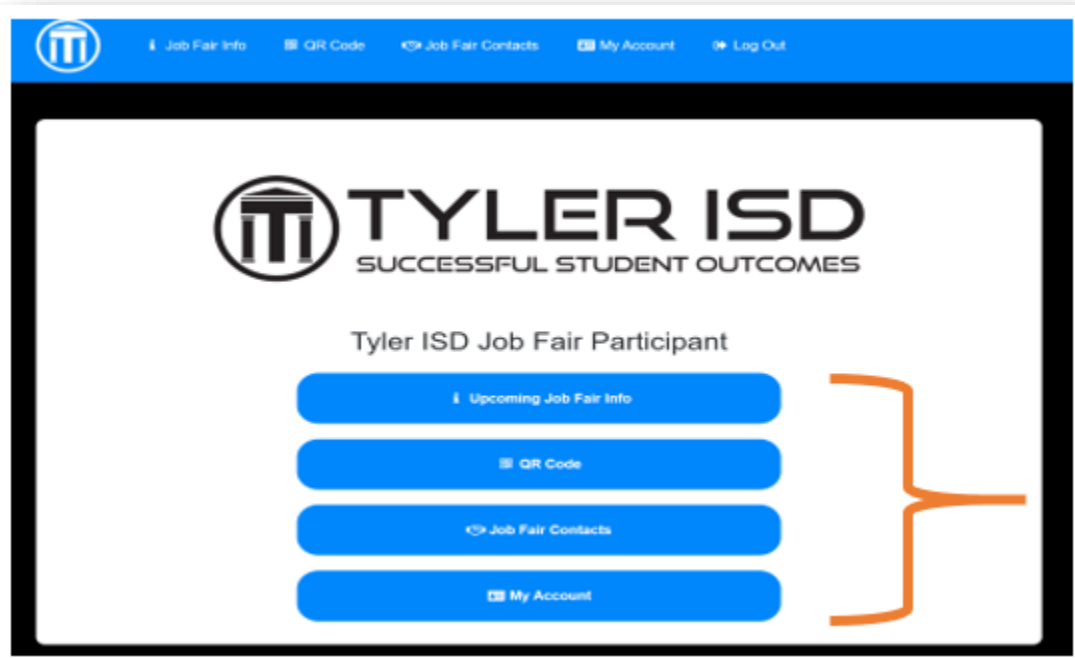 Job Fair Info QR Code Job Fair Contacts My Account Log Out
TYLER ISD
SUCCESSFUL STUDENT OUTCOMES
Tyler ISD Job Fair Participant
Upcoming Job Fair Info
QR Code
Job Fair Contacts
My Account